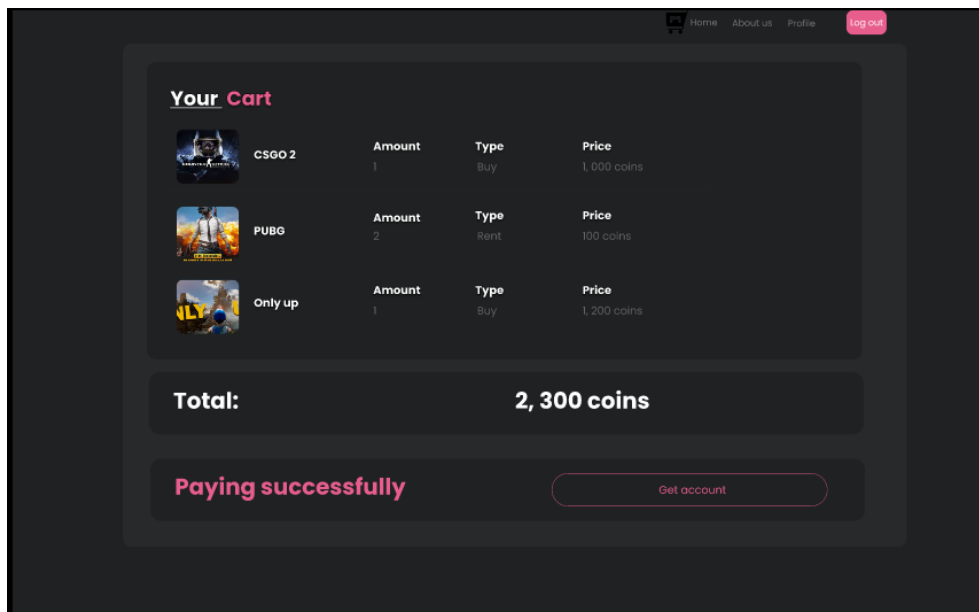 Home About us Profile Log out
Your Cart
CSGO 2
Amount Type Price
1 Buy 1, 000 coins
PUBG
Amount Type Price
2 Rent 100 coins
Only up
Amount Type Price
1 Buy 1, 200 coins
Total: 2, 300 coins
Paying successfully Get account